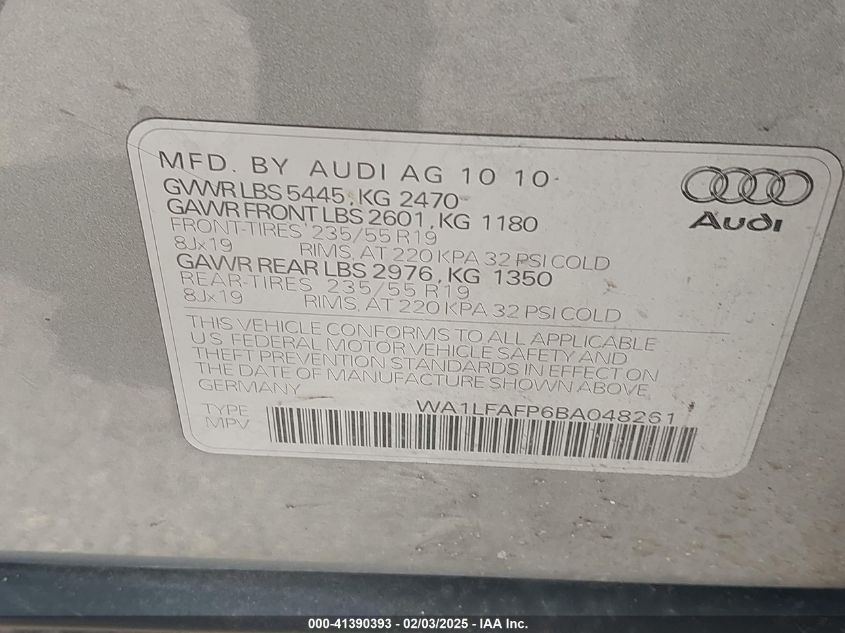 MFD. BY AUDI AG 10 10
GVWR LBS 5445, KG 2470
GAWR FRONT LBS 2601, KG 1180
FRONT-TIRES 235/55 R19
8Jx19 RIMS, AT 220 KPA 32 PSI COLD
GAWR REAR LBS 2976, KG 1350
REAR-TIRES 235/55 R19
8Jx19 RIMS, AT 220 KPA 32 PSI COLD
Audi
THIS VEHICLE CONFORMS TO ALL APPLICABLE
U.S. FEDERAL MOTOR VEHICLE SAFETY AND
THEFT PREVENTION STANDARDS IN EFFECT ON
THE DATE OF MANUFACTURE SHOWN ABOVE
GERMANY
TYPE WA1LFAFP6BA048261
MPV
000-41390393 - 02/03/2025 - IAA Inc.